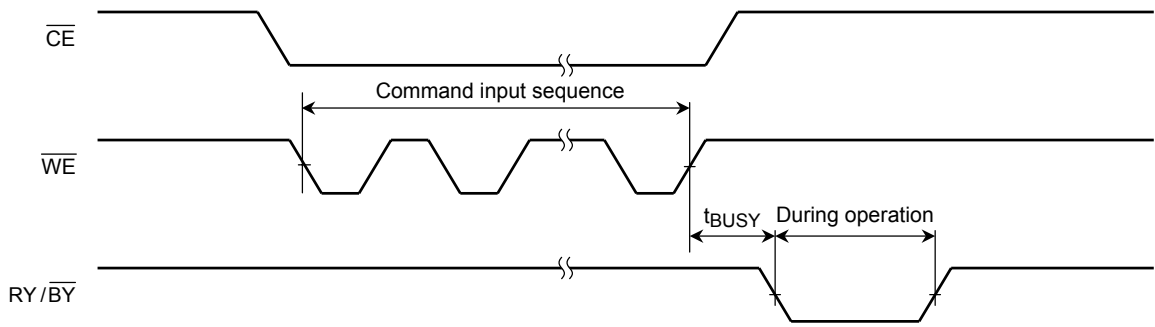 CE
Command input sequence
WE
tBUSY
During operation
RY/BY